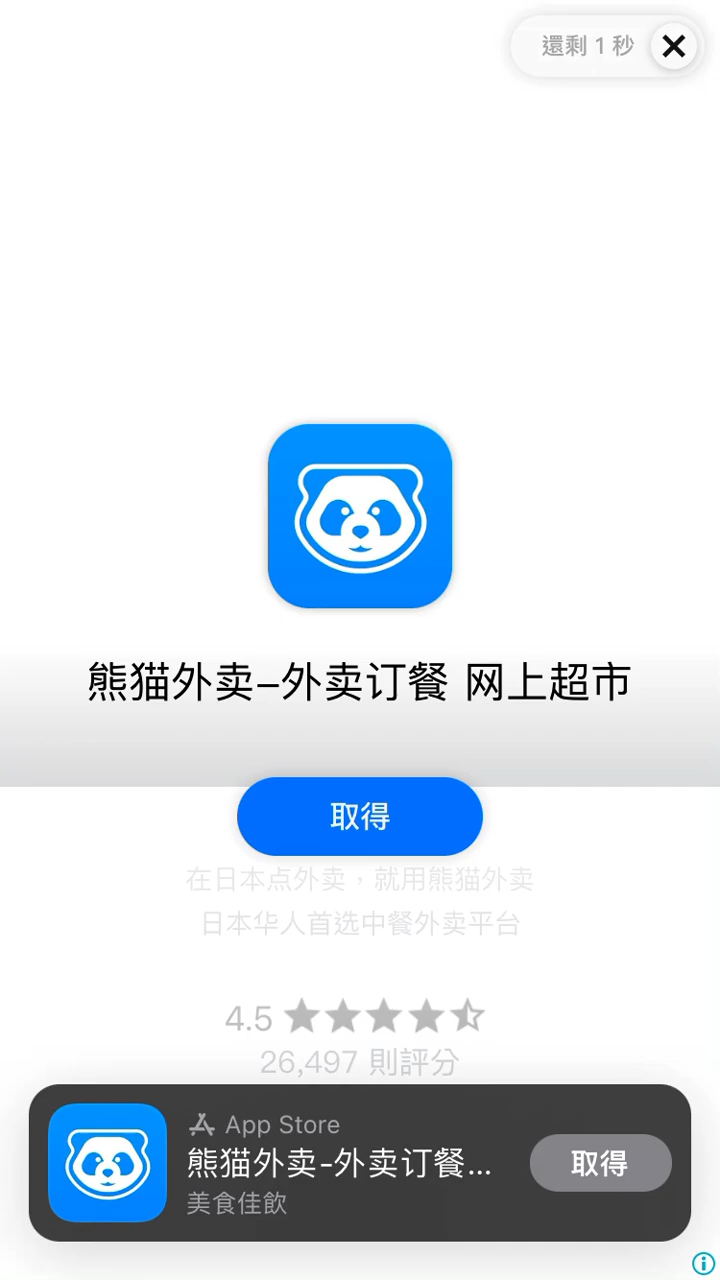 還剩 1 秒
熊猫外卖–外卖订餐 网上超市
取得
在日本点外卖，就用熊猫外卖
日本华人首选中餐外卖平台
4.5
26,497 則評分
App Store
熊猫外卖-外卖订餐...
美食佳飲
取得